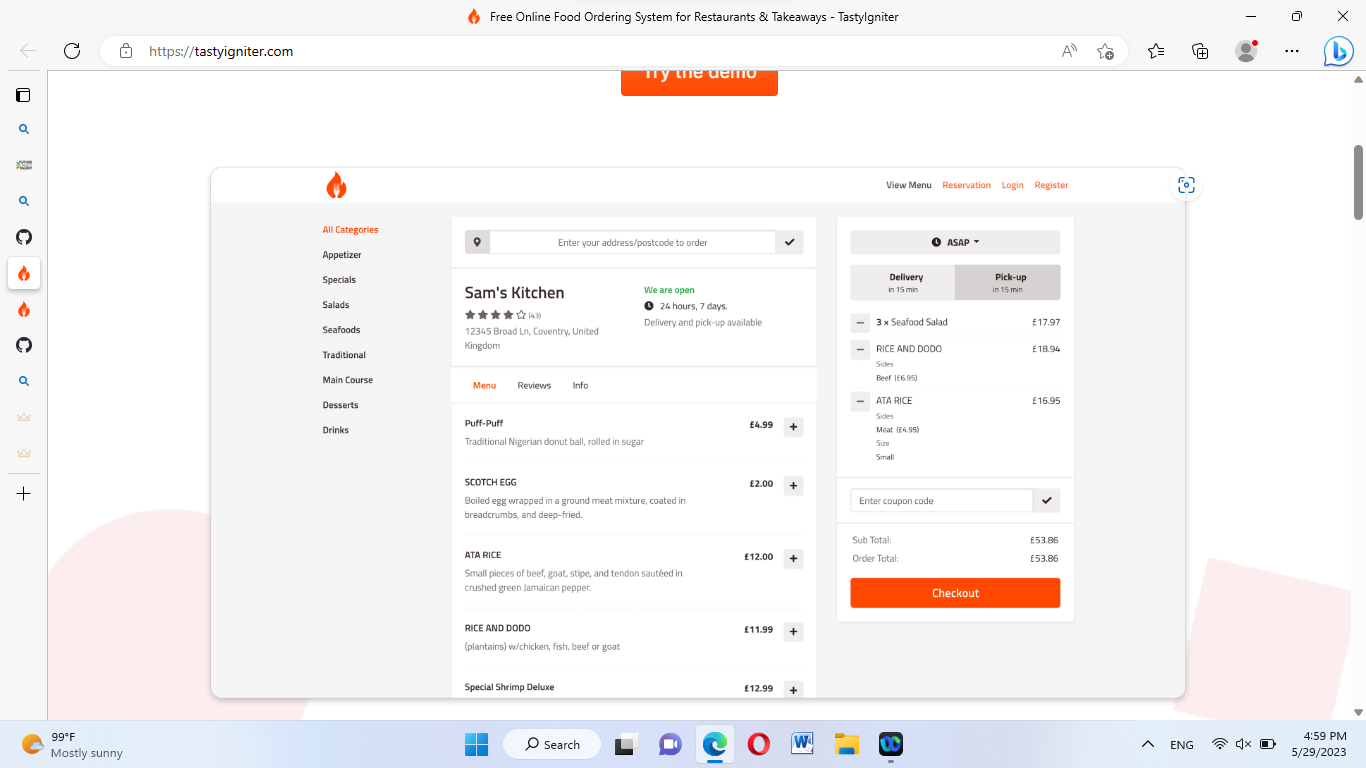 Free Online Food Ordering System for Restaurants & Takeaways - TastyIgniter
https://tastyigniter.com
Try the demo
View Menu Reservation Login Register
All Categories
Appetizer
Specials
Salads
Seafoods
Traditional
Main Course
Desserts
Drinks
Enter your address/postcode to order
Sam's Kitchen
(43)
12345 Broad Ln, Coventry, United
Kingdom
We are open
24 hours, 7 days.
Delivery and pick-up available
Menu Reviews Info
Puff-Puff £4.99
Traditional Nigerian donut ball, rolled in sugar
SCOTCH EGG £2.00
Boiled egg wrapped in a ground meat mixture, coated in
breadcrumbs, and deep-fried.
ATA RICE £12.00
Small pieces of beef, goat, stipe, and tendon sautéed in
crushed green Jamaican pepper.
RICE AND DODO £11.99
(plantains) w/chicken, fish, beef or goat
Special Shrimp Deluxe £12.99
ASAP
Delivery Pick-up
in 15 min in 15 min
3 × Seafood Salad £17.97
RICE AND DODO £18.94
Sides
Beef (£6.95)
ATA RICE £16.95
Sides
Meat (£4.95)
Size
Small
Enter coupon code
Sub Total: £53.86
Order Total: £53.86
Checkout
99°F
Mostly sunny
Search
ENG
4:59 PM
5/29/2023